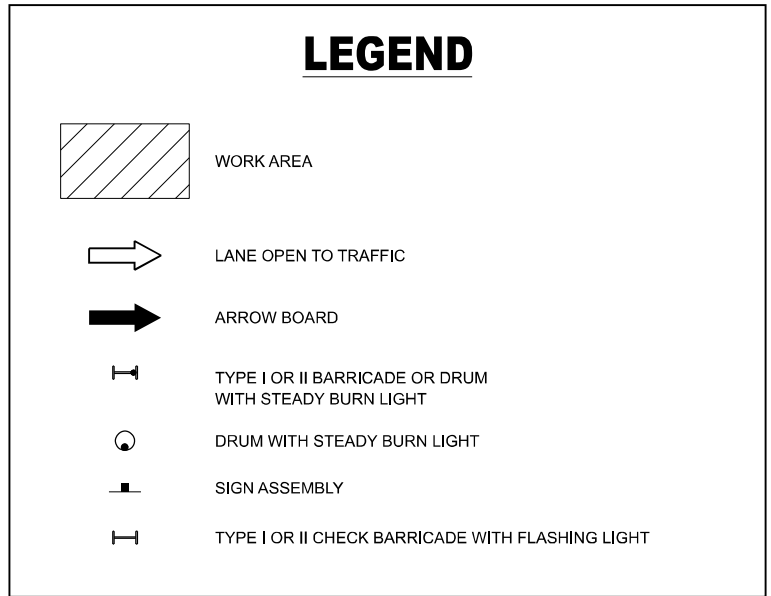 LEGEND
WORK AREA
LANE OPEN TO TRAFFIC
ARROW BOARD
TYPE I OR II BARRICADE OR DRUM
WITH STEADY BURN LIGHT
DRUM WITH STEADY BURN LIGHT
SIGN ASSEMBLY
TYPE I OR II CHECK BARRICADE WITH FLASHING LIGHT